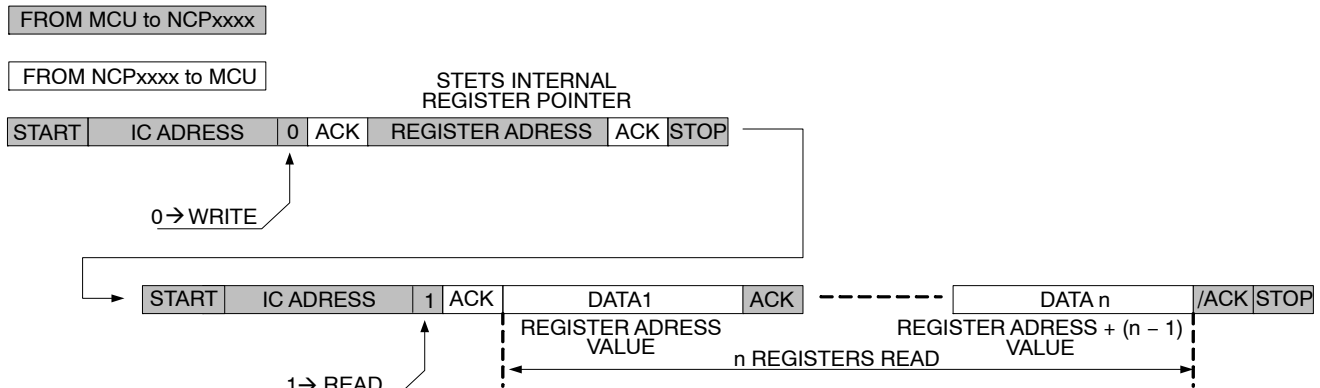 FROM MCU to NCPxxxx
FROM NCPxxxx to MCU
STETS INTERNAL
REGISTER POINTER
START IC ADRESS 0 ACK REGISTER ADRESS ACK STOP
0→WRITE
START IC ADRESS 1 ACK DATA1 ACK DATA n /ACK STOP
REGISTER ADRESS
VALUE
REGISTER ADRESS + (n − 1)
VALUE
n REGISTERS READ
1→ READ